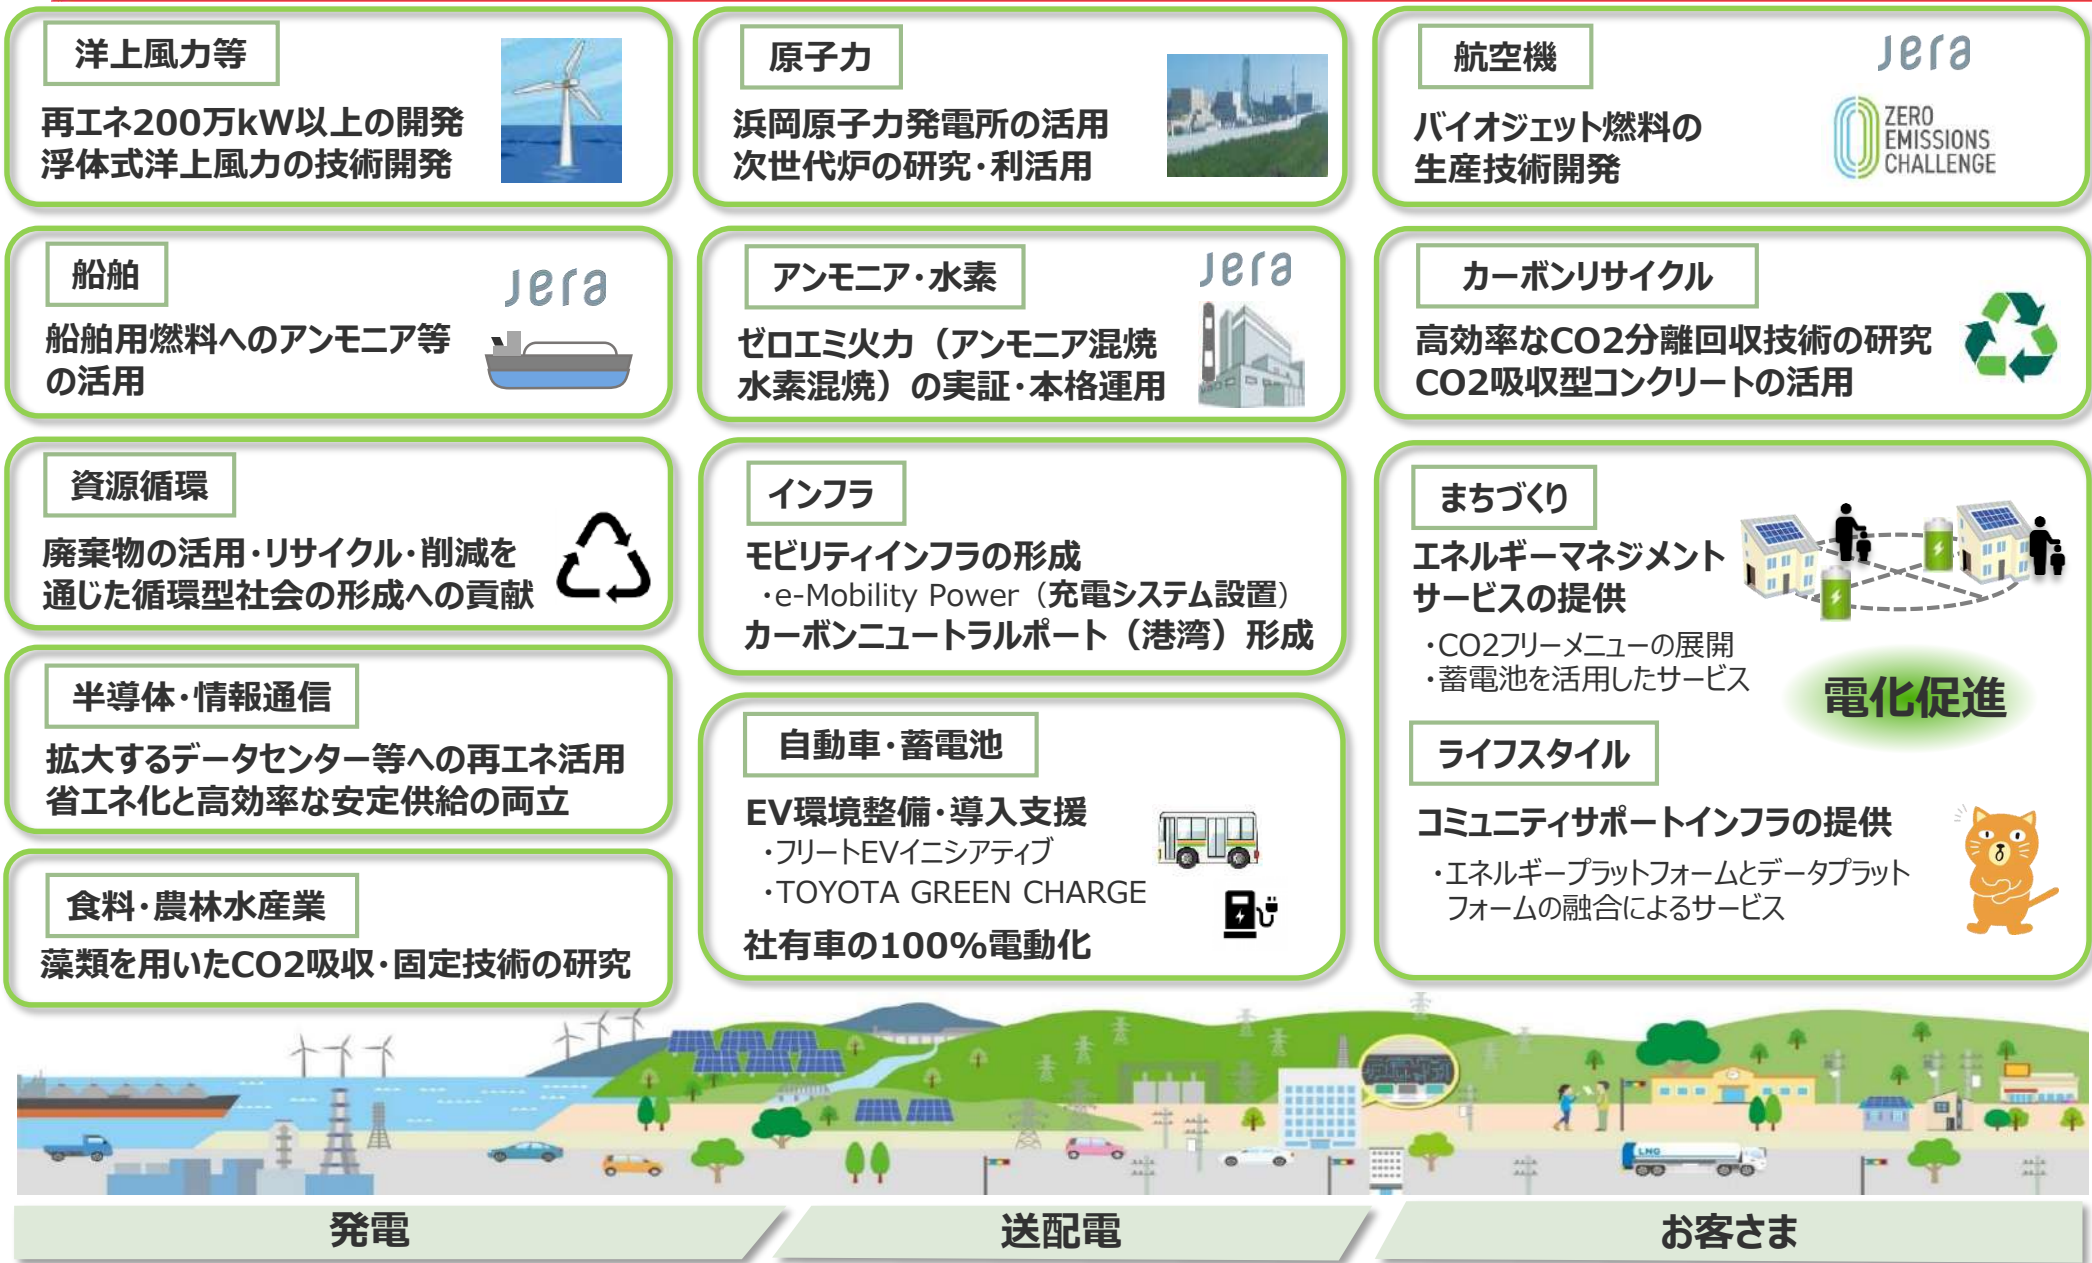 洋上風力等
再エネ200万kW以上の開発
浮体式洋上風力の技術開発
原子力
浜岡原子力発電所の活用
次世代炉の研究・利活用
航空機
バイオジェット燃料の
生産技術開発
Jera
ZERO
EMISSIONS
CHALLENGE
船舶
Jera
船舶用燃料へのアンモニア等
の活用
アンモニア・水素
Jera
ゼロエミ火力（アンモニア混焼
水素混焼）の実証・本格運用
カーボンリサイクル
高効率なCO2分離回収技術の研究
CO2吸収型コンクリートの活用
資源循環
廃棄物の活用・リサイクル・削減を
通じた循環型社会の形成への貢献
インフラ
モビリティインフラの形成
・e-Mobility Power（充電システム設置）
カーボンニュートラルポート（港湾）形成
まちづくり
エネルギーマネジメント
サービスの提供
・CO2フリーメニューの展開
・蓄電池を活用したサービス
電化促進
半導体・情報通信
拡大するデータセンター等への再エネ活用
省エネ化と高効率な安定供給の両立
自動車・蓄電池
EV環境整備・導入支援
・フリートEVイニシアティブ
・TOYOTA GREEN CHARGE
社有車の100%電動化
ライフスタイル
コミュニティサポートインフラの提供
・エネルギープラットフォームとデータプラット
フォームの融合によるサービス
食料・農林水産業
藻類を用いたCO2吸収・固定技術の研究
LNG
発電
送配電
お客さま